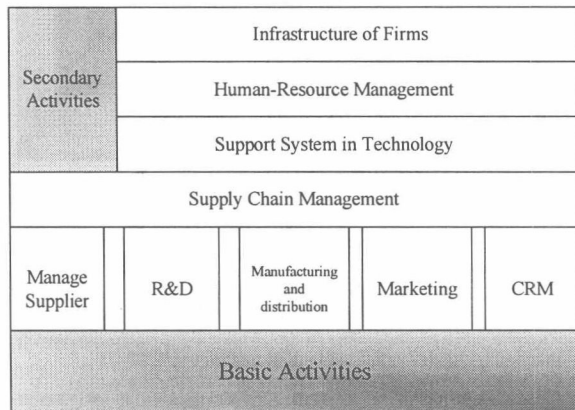 Infrastructure of Firms
Secondary
Activities
Human-Resource Management
Support System in Technology
Supply Chain Management
Manage
Supplier
R&D
Manufacturing
and
distribution
Marketing
CRM
Basic Activities